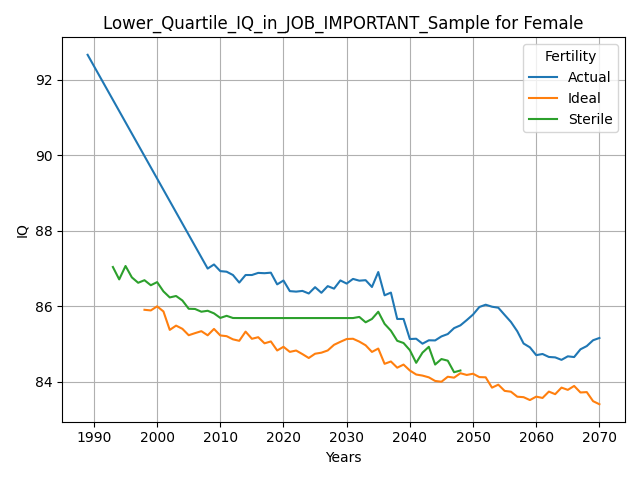 Lower_Quartile_IQ_in_JOB_IMPORTANT_Sample for Female
Fertility
Actual
Ideal
Sterile
IQ
92
90
88
86
84
1990 2000 2010 2020 2030 2040 2050 2060 2070
Years